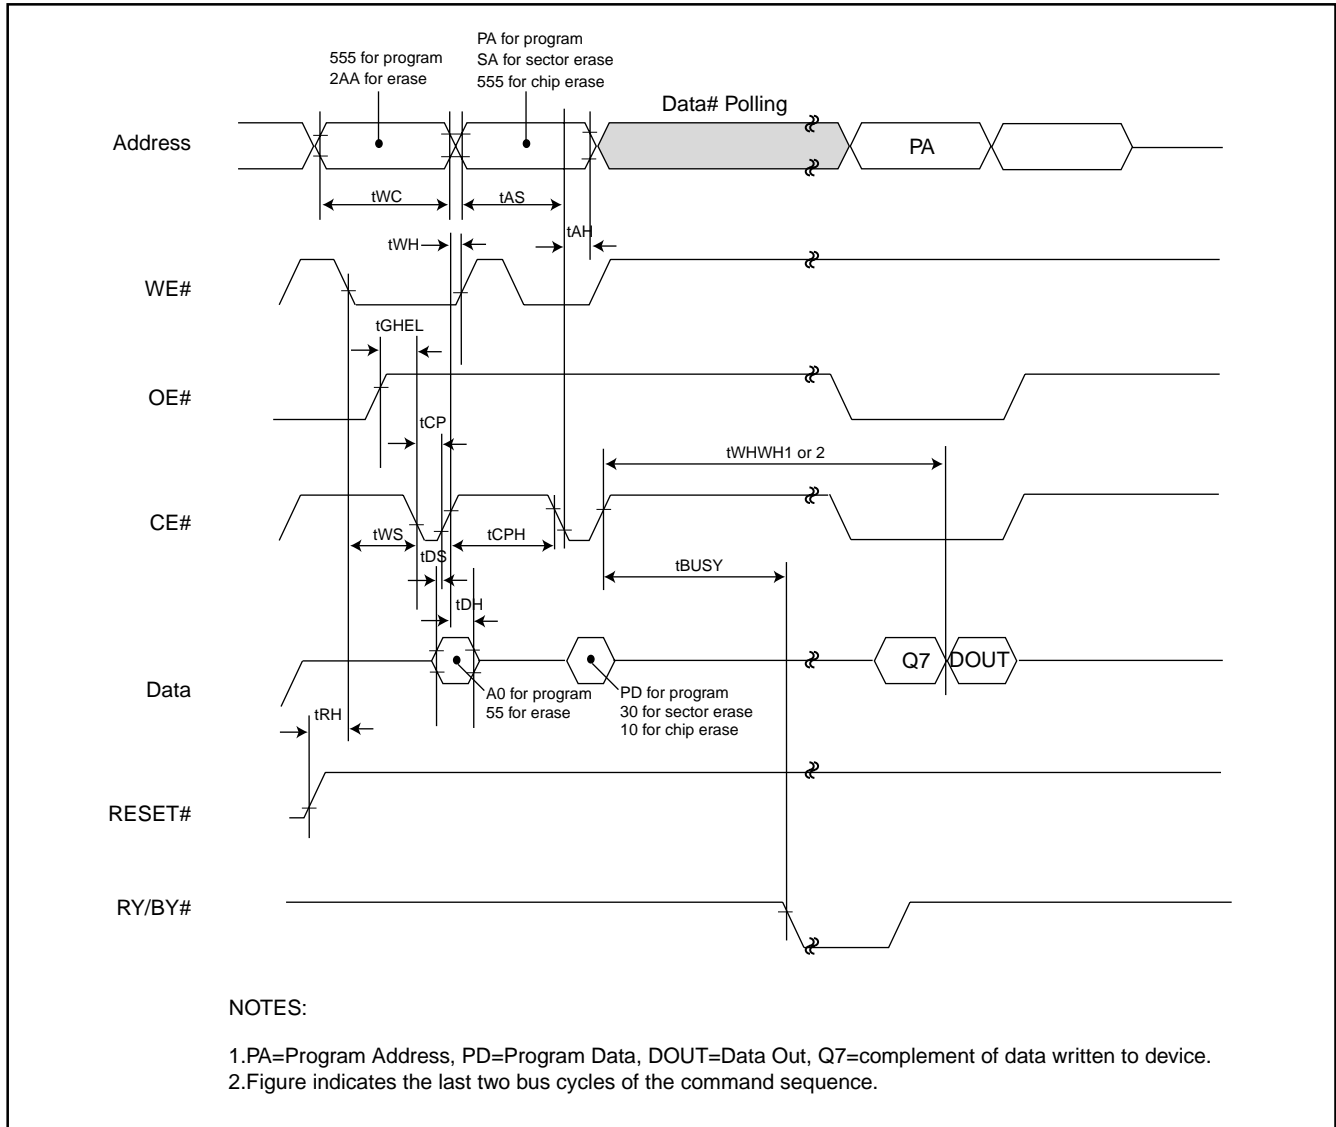 PA for program
SA for sector erase
555 for chip erase
555 for program
2AA for erase
Data# Polling
Address
PA
tWC
tAS
tAH
tWH
WE#
tGHEL
OE#
tCP
tWHWH1 or 2
CE#
tWS
tCPH
tDS
tBUSY
tDH
Q7
DOUT
Data
A0 for program
55 for erase
PD for program
30 for sector erase
10 for chip erase
tRH
RESET#
RY/BY#
NOTES:
1.PA=Program Address, PD=Program Data, DOUT=Data Out, Q7=complement of data written to device.
2.Figure indicates the last two bus cycles of the command sequence.